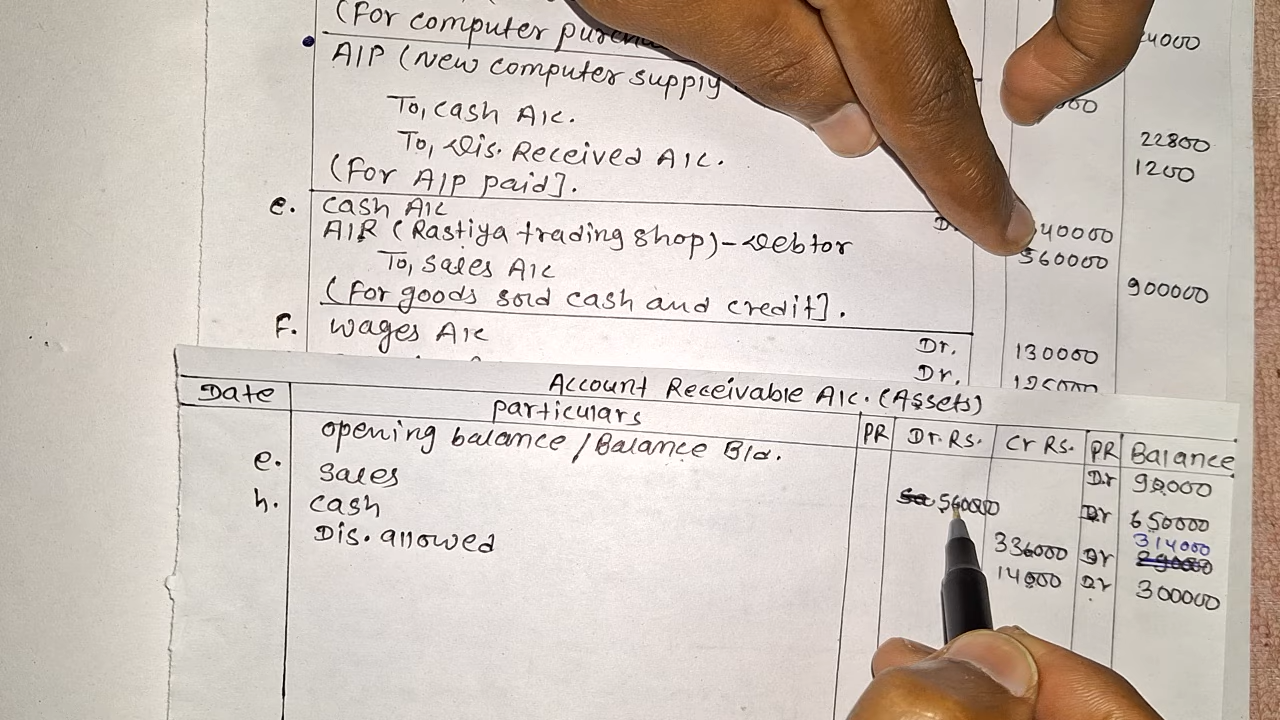 (For computer
24000
A/P (New computer supply
To, cash A/c.
22800
To, Dis. Received A/c.
1200
(For A/P paid].
e. cash A/c
40000
A/R (Rastiya trading shop) - Debtor
560000
To, sales A/c
900000
(For goods sold cash and credit].
F. wages A/c Dr. 130000
Dr.
Account Receivable A/c. (Assets)
Date particulars PR Dr. Rs. Cr Rs. PR Balance
opening balance / Balance B/d. Dr 90000
e. sales 560000 Dr 650000
h. cash 336000 Dr 314000
Dis. allowed 14000 Dr 300000